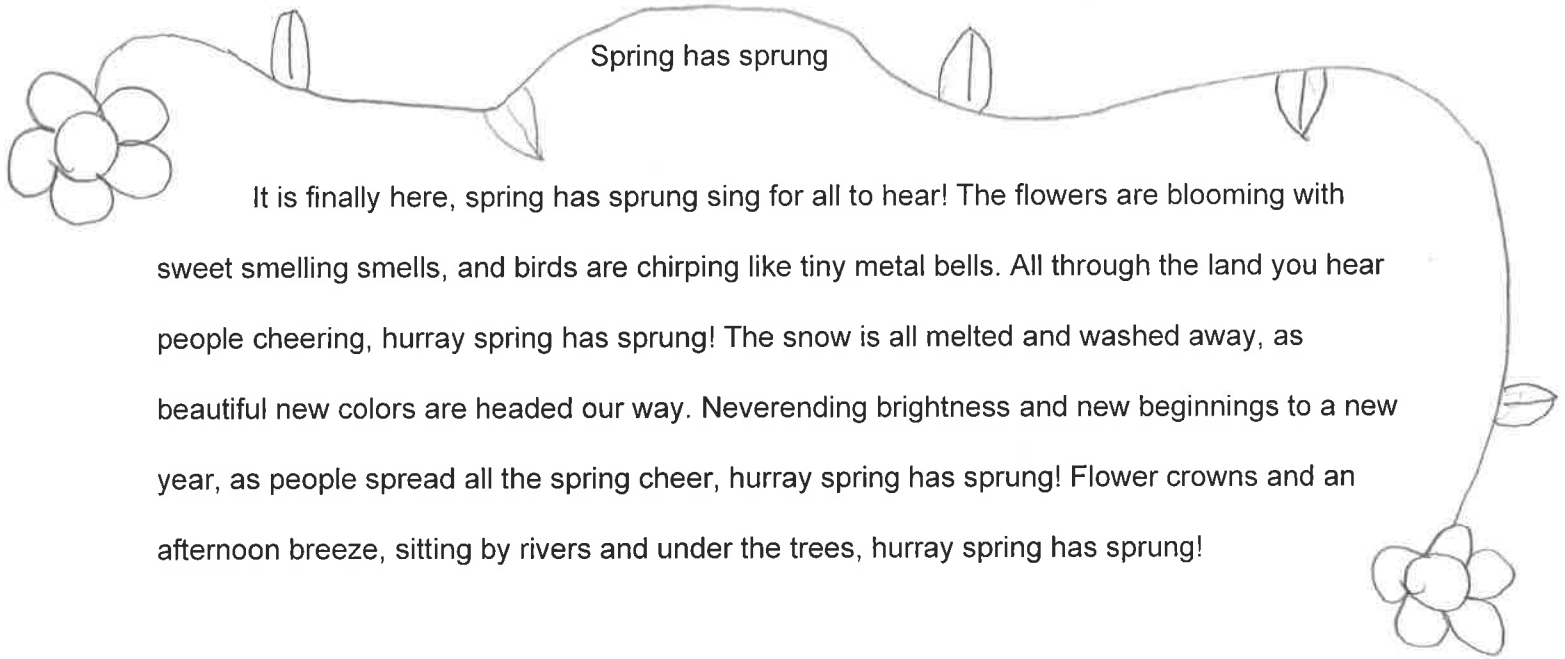 Spring has sprung
It is finally here, spring has sprung sing for all to hear! The flowers are blooming with
sweet smelling smells, and birds are chirping like tiny metal bells. All through the land you hear
people cheering, hurray spring has sprung! The snow is all melted and washed away, as
beautiful new colors are headed our way. Neverending brightness and new beginnings to a new
year, as people spread all the spring cheer, hurray spring has sprung! Flower crowns and an
afternoon breeze, sitting by rivers and under the trees, hurray spring has sprung!